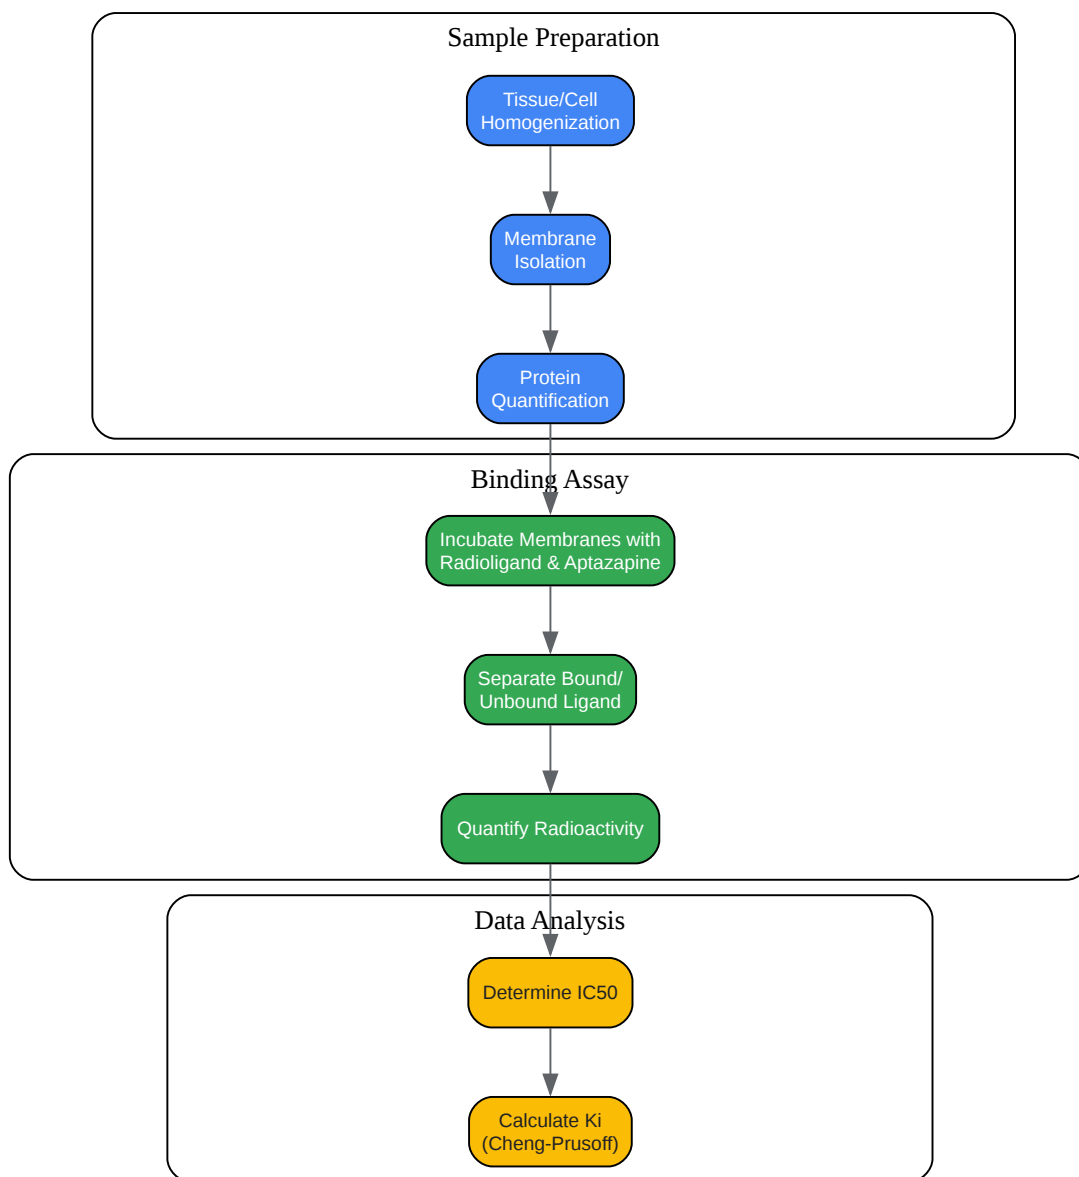 Sample Preparation
Tissue/Cell
Homogenization
Membrane
Isolation
Protein
Quantification
Binding Assay
Incubate Membranes with
Radioligand & Aptazapine
Separate Bound/
Unbound Ligand
Quantify Radioactivity
Data Analysis
Determine IC50
Calculate Ki
(Cheng-Prusoff)